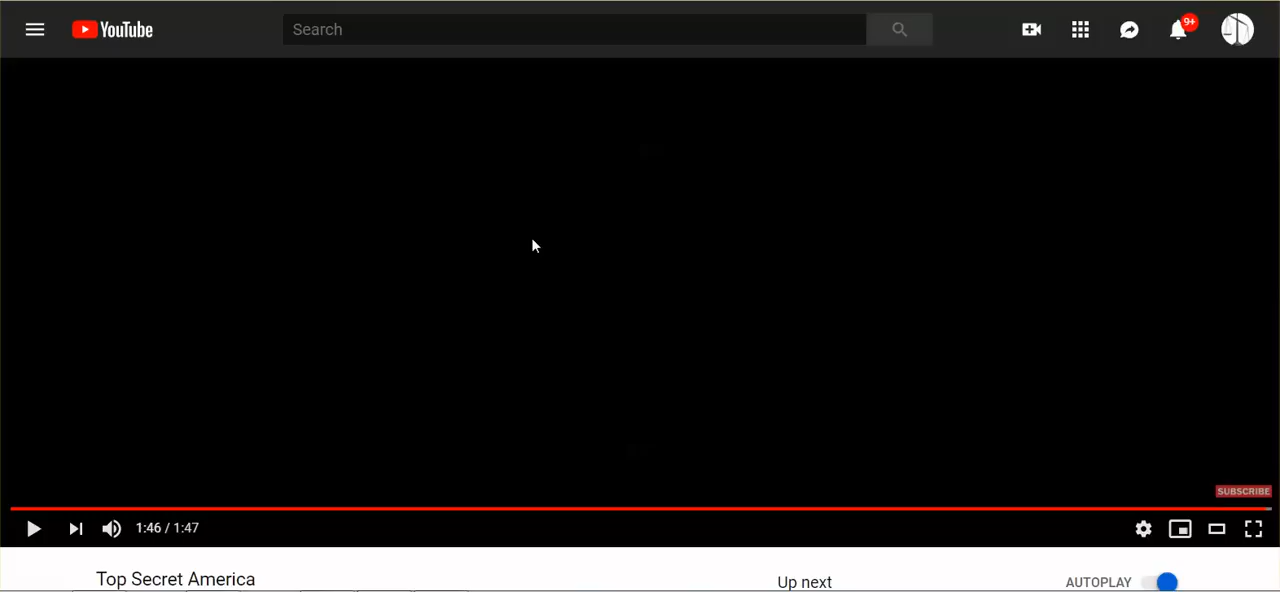 YouTube
Search
9+
SUBSCRIBE
1:46 / 1:47
Top Secret America
Up next
AUTOPLAY